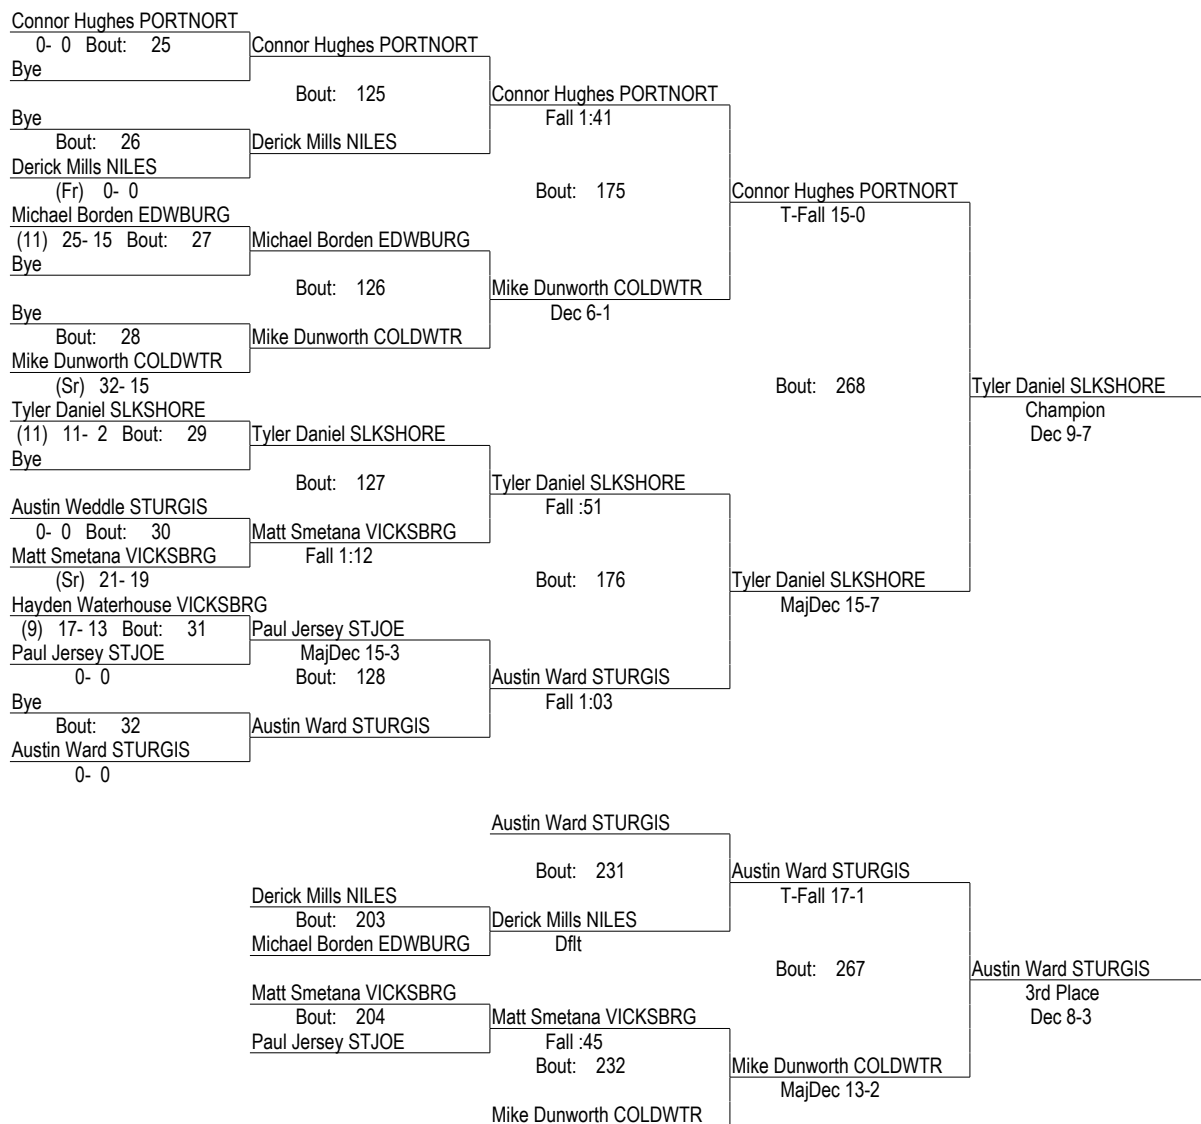 Connor Hughes PORTNORT
0- 0 Bout: 25
Connor Hughes PORTNORT
Bye
Bout: 125
Connor Hughes PORTNORT
Bye
Fall 1:41
Bout: 26
Derick Mills NILES
Derick Mills NILES
(Fr) 0- 0
Bout: 175
Connor Hughes PORTNORT
Michael Borden EDWBURG
T-Fall 15-0
(11) 25- 15 Bout: 27
Michael Borden EDWBURG
Bye
Bout: 126
Mike Dunworth COLDWTR
Bye
Dec 6-1
Bout: 28
Mike Dunworth COLDWTR
Mike Dunworth COLDWTR
(Sr) 32- 15
Bout: 268
Tyler Daniel SLKSHORE
Tyler Daniel SLKSHORE
Champion
(11) 11- 2 Bout: 29
Tyler Daniel SLKSHORE
Dec 9-7
Bye
Bout: 127
Tyler Daniel SLKSHORE
Austin Weddle STURGIS
Fall :51
0- 0 Bout: 30
Matt Smetana VICKSBRG
Matt Smetana VICKSBRG
Fall 1:12
(Sr) 21- 19
Bout: 176
Tyler Daniel SLKSHORE
Hayden Waterhouse VICKSBRG
MajDec 15-7
(9) 17- 13 Bout: 31
Paul Jersey STJOE
Paul Jersey STJOE
MajDec 15-3
0- 0
Bout: 128
Austin Ward STURGIS
Bye
Fall 1:03
Bout: 32
Austin Ward STURGIS
Austin Ward STURGIS
0- 0
Austin Ward STURGIS
Bout: 231
Austin Ward STURGIS
Derick Mills NILES
T-Fall 17-1
Bout: 203
Derick Mills NILES
Michael Borden EDWBURG
Dflt
Bout: 267
Austin Ward STURGIS
Matt Smetana VICKSBRG
3rd Place
Bout: 204
Matt Smetana VICKSBRG
Dec 8-3
Paul Jersey STJOE
Fall :45
Bout: 232
Mike Dunworth COLDWTR
MajDec 13-2
Mike Dunworth COLDWTR